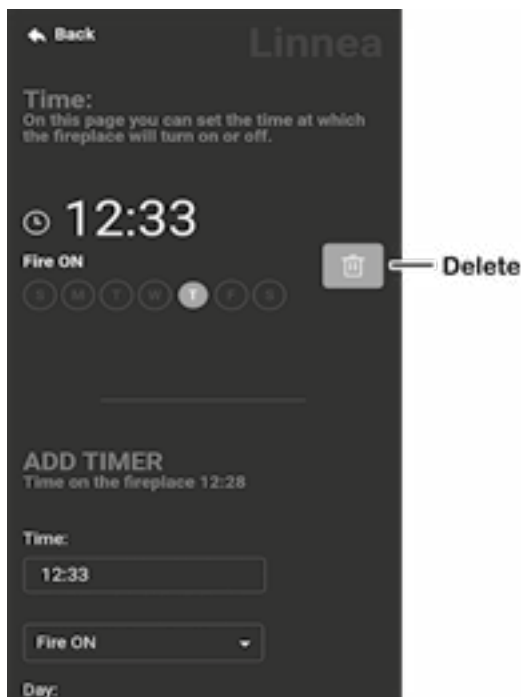 Back
Linnea
Time:
On this page you can set the time at which
the fireplace will turn on or off.
12:33
Fire ON
Delete
S M T W T F S
ADD TIMER
Time on the fireplace 12:28
Time:
12:33
Fire ON
Day: